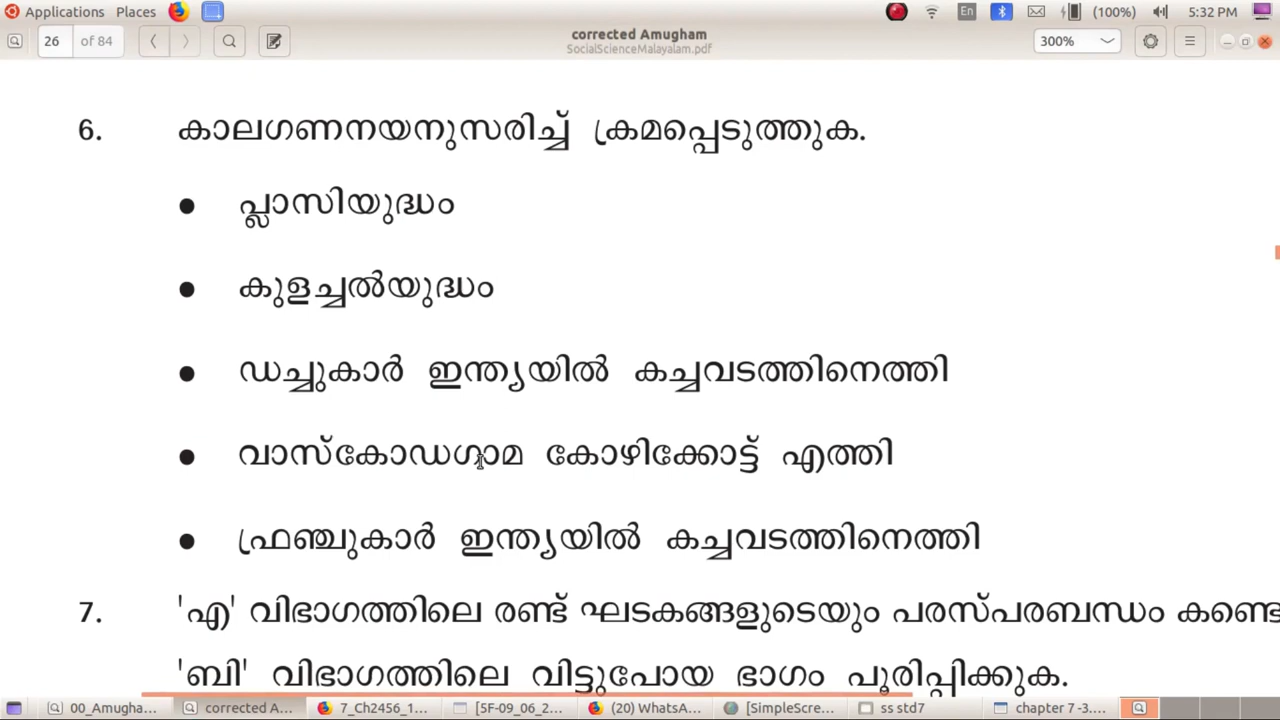 Applications Places En (100%) 5:32 PM
26 of 84 corrected Amugham 300%
SocialScienceMalayalam.pdf
6. കാലഗണനയനുസരിച്ച് ക്രമപ്പെടുത്തുക.
● പ്ലാസിയുദ്ധം
● കുളച്ചൽയുദ്ധം
● ഡച്ചുകാർ ഇന്ത്യയിൽ കച്ചവടത്തിനെത്തി
● വാസ്കോഡഗാമ കോഴിക്കോട്ട് എത്തി
● ഫ്രഞ്ചുകാർ ഇന്ത്യയിൽ കച്ചവടത്തിനെത്തി
7. 'എ' വിഭാഗത്തിലെ രണ്ട് ഘടകങ്ങളുടെയും പരസ്പരബന്ധം കണ്ടെ
'ബി' വിഭാഗത്തിലെ വിട്ടുപോയ ഭാഗം പൂരിപ്പിക്കുക.
00_Amugha... corrected A... 7_Ch2456_1... [5F-09_06_2... (20) WhatsA... [SimpleScre... ss std7 chapter 7 -3....